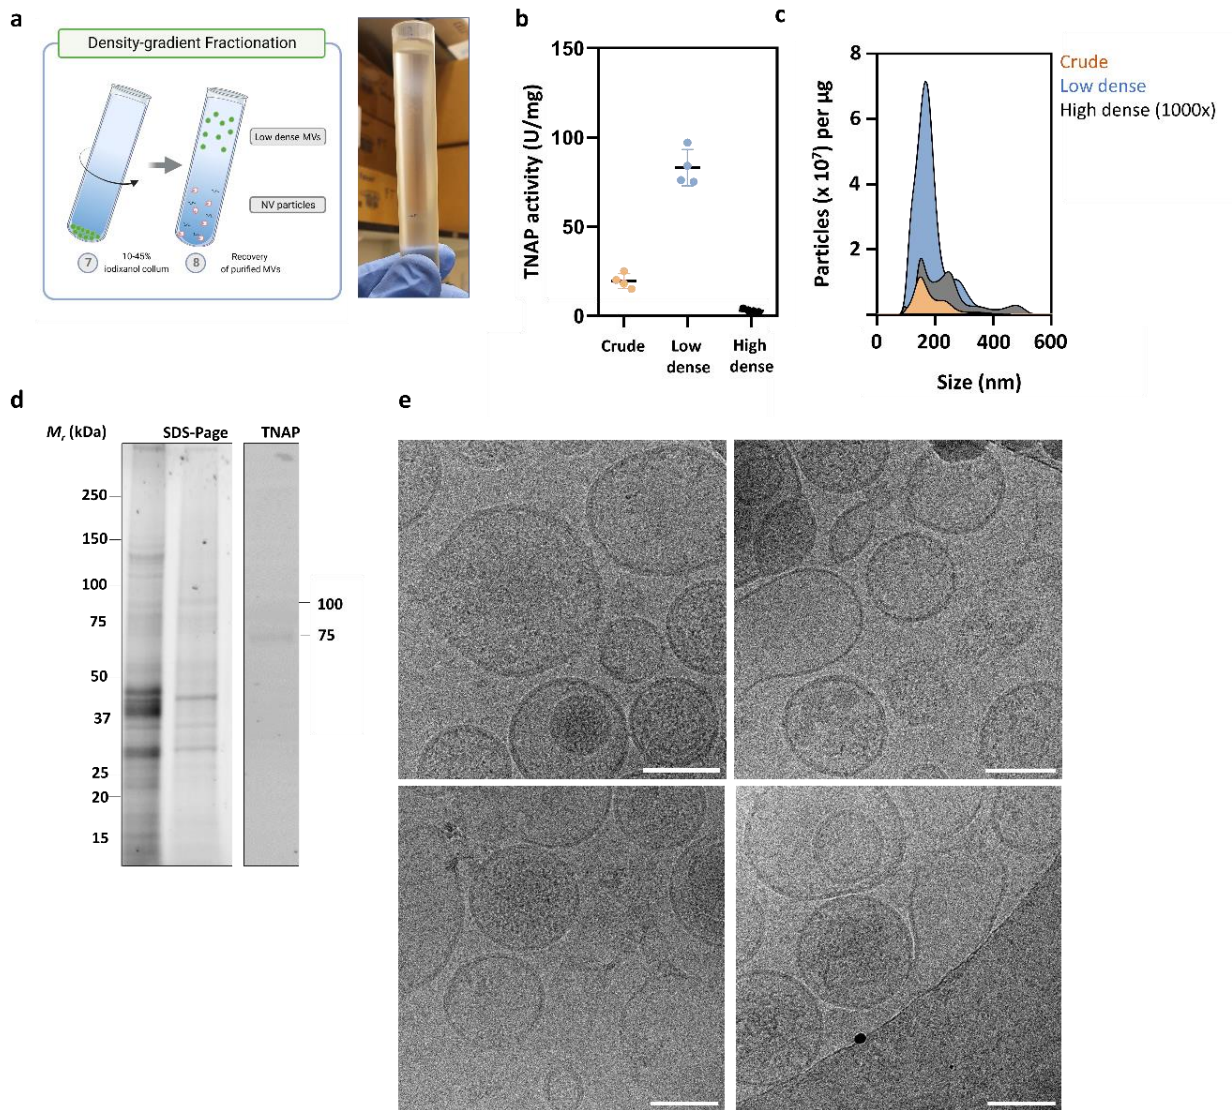 a
Density-gradient Fractionation
Low dense MVs
NV particles
7
10-45%
iodixanol collum
8
Recovery
of purified MVs
b
TNAP activity (U/mg)
150
100
50
0
Crude
Low
dense
High
dense
c
Particles (x 10⁷) per µg
8
6
4
2
0
200
400
600
Size (nm)
Crude
Low dense
High dense (1000x)
d
Mr (kDa)
SDS-Page
TNAP
250
150
100
75
50
37
25
20
15
100
75
e